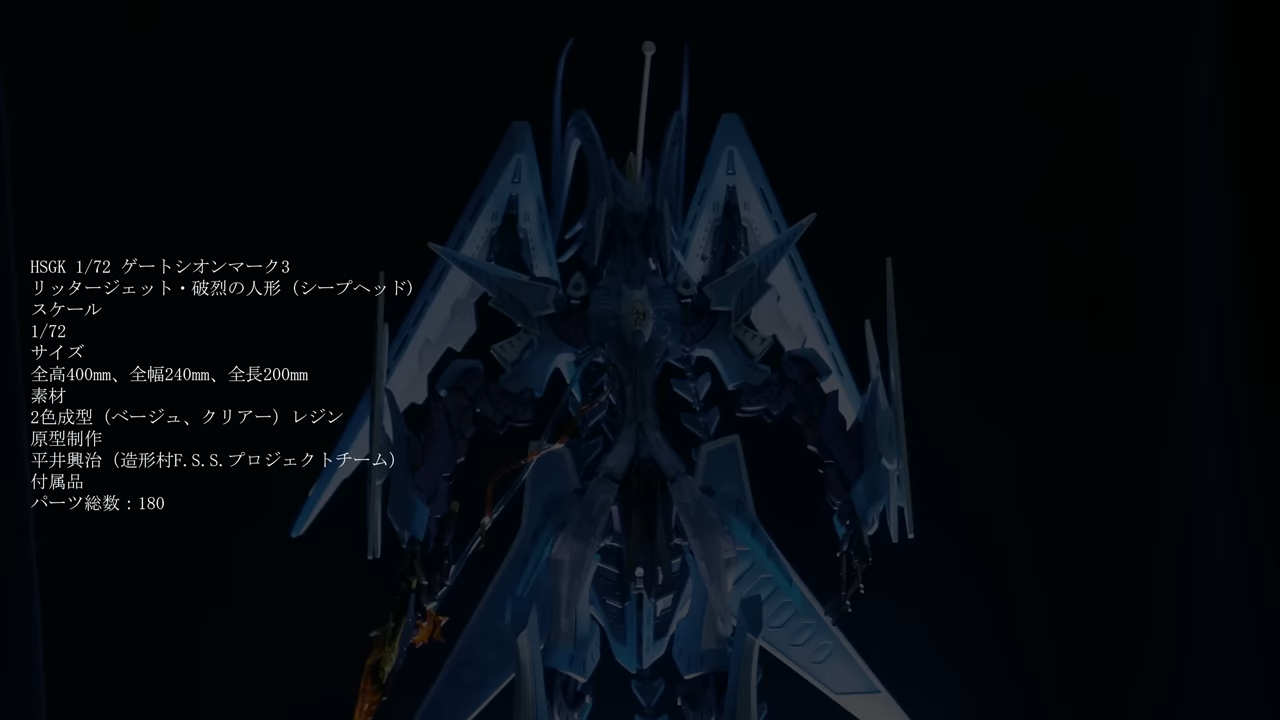 HSGK 1/72 ゲートシオンマーク3
リッタージェット・破烈の人形（シープヘッド）
スケール
1/72
サイズ
全高400mm、全幅240mm、全長200mm
素材
2色成型（ベージュ、クリアー）レジン
原型制作
平井興治（造形村F.S.S.プロジェクトチーム）
付属品
パーツ総数：180